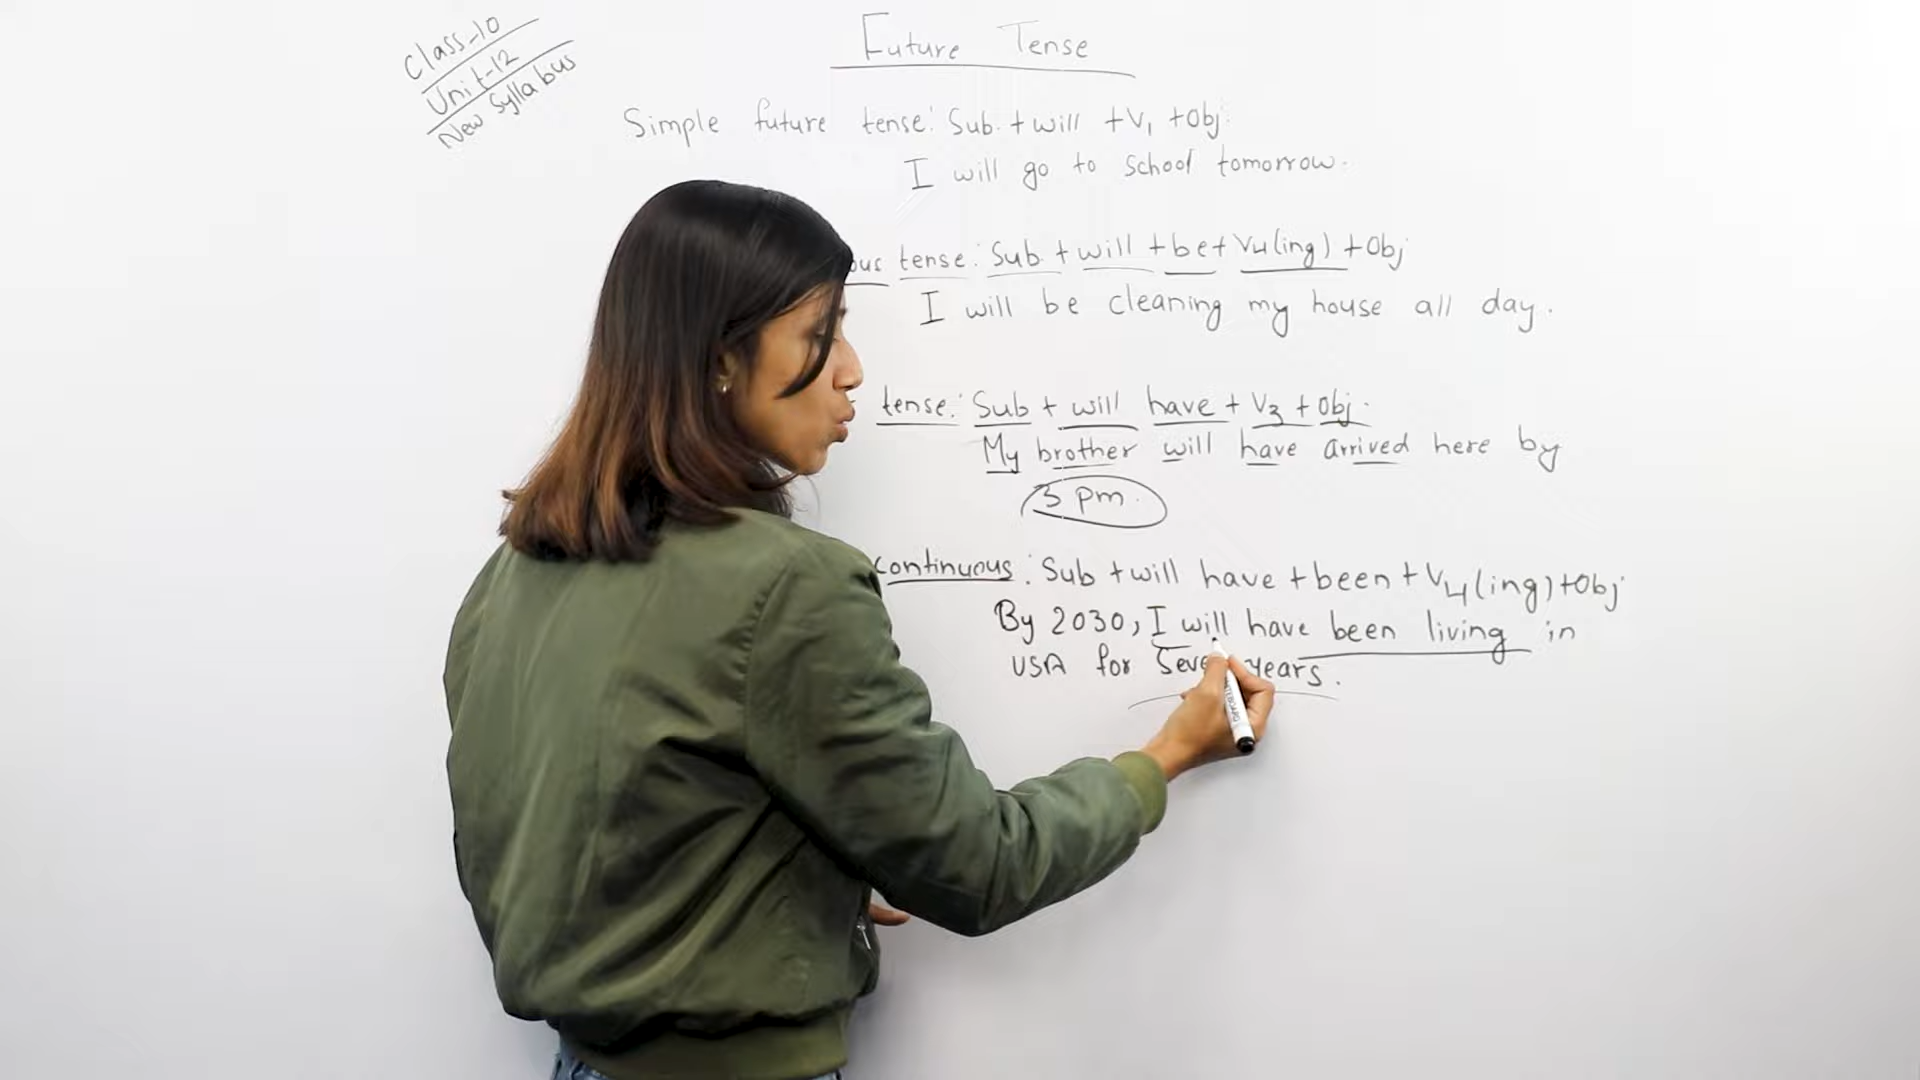 Class-10
Unit-12
New Syllabus
Future Tense
Simple future tense: Sub. + will + V1 + Obj.
I will go to school tomorrow.
tense: Sub. + will + be + V4(ing) + Obj
I will be cleaning my house all day.
tense: Sub + will have + V3 + Obj.
My brother will have arrived here by
3 pm.
continuous: Sub + will have + been + V4(ing) + Obj
By 2030, I will have been living in
USA for years.